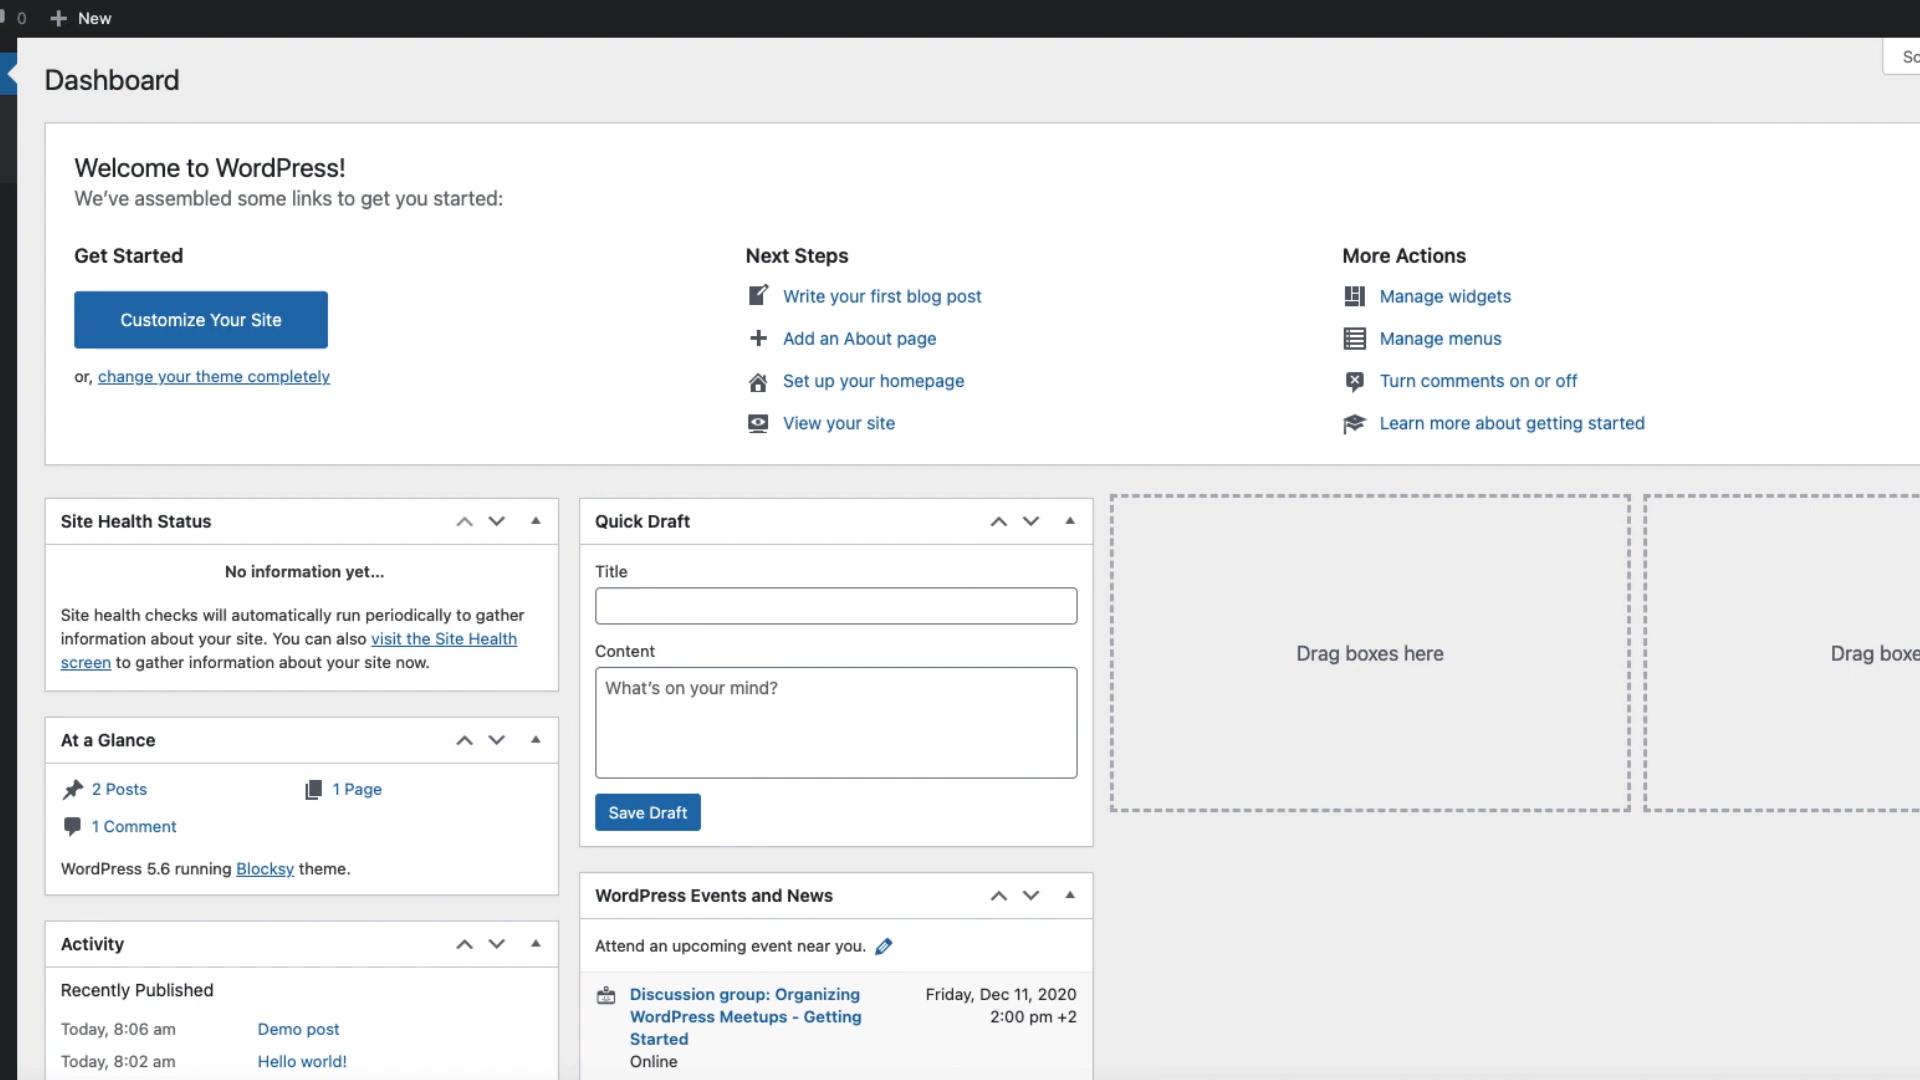 0 New
Dashboard
Welcome to WordPress!
We’ve assembled some links to get you started:
Get Started
Customize Your Site
or, change your theme completely
Next Steps
Write your first blog post
Add an About page
Set up your homepage
View your site
More Actions
Manage widgets
Manage menus
Turn comments on or off
Learn more about getting started
Site Health Status
No information yet...
Site health checks will automatically run periodically to gather
information about your site. You can also visit the Site Health
screen to gather information about your site now.
At a Glance
2 Posts
1 Page
1 Comment
WordPress 5.6 running Blocksy theme.
Activity
Recently Published
Today, 8:06 am Demo post
Today, 8:02 am Hello world!
Quick Draft
Title
Content
What’s on your mind?
Save Draft
WordPress Events and News
Attend an upcoming event near you.
Discussion group: Organizing
WordPress Meetups - Getting
Started
Online
Friday, Dec 11, 2020
2:00 pm +2
Drag boxes here
Drag boxe